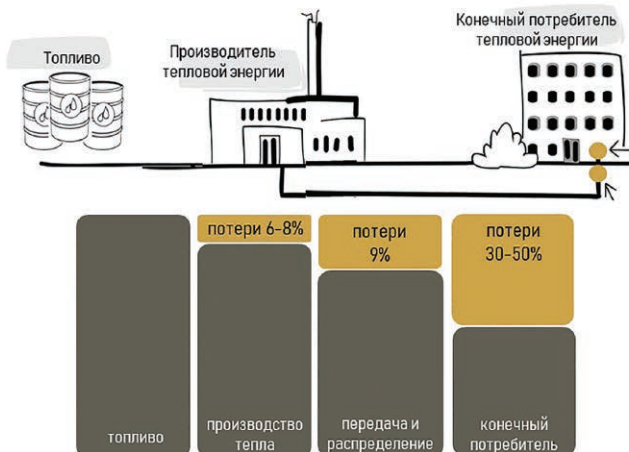 Топливо
Производитель
тепловой энергии
Конечный потребитель
тепловой энергии
потери 6-8%
потери
9%
потери
30-50%
топливо
производство
тепла
передача и
распределение
конечный
потребитель